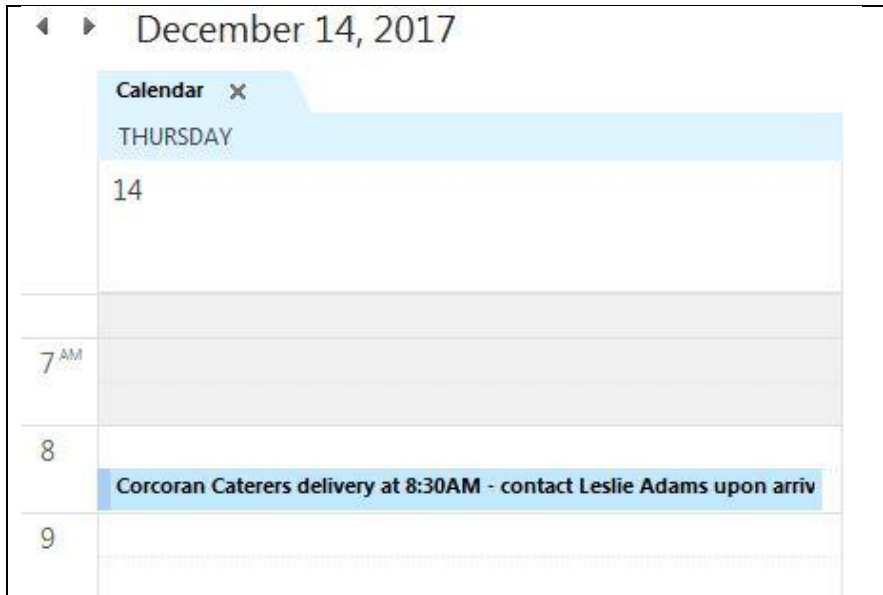 December 14, 2017
Calendar
THURSDAY
14
7 AM
8
Corcoran Caterers delivery at 8:30AM - contact Leslie Adams upon arriv
9